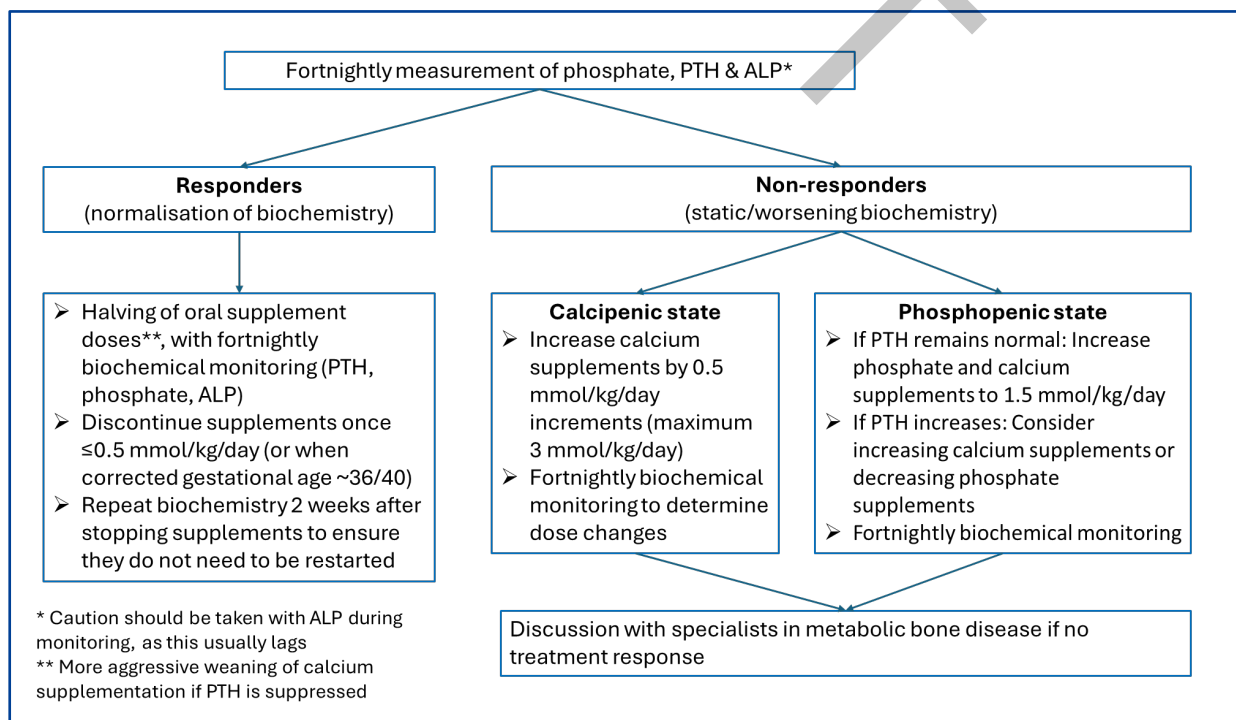 Fortnightly measurement of phosphate, PTH & ALP*
Responders
(normalisation of biochemistry)
Non-responders
(static/worsening biochemistry)
➢ Halving of oral supplement
doses**, with fortnightly
biochemical monitoring (PTH,
phosphate, ALP)
➢ Discontinue supplements once
≤0.5 mmol/kg/day (or when
corrected gestational age ~36/40)
➢ Repeat biochemistry 2 weeks after
stopping supplements to ensure
they do not need to be restarted
Calcipenic state
➢ Increase calcium
supplements by 0.5
mmol/kg/day
increments (maximum
3 mmol/kg/day)
➢ Fortnightly biochemical
monitoring to determine
dose changes
Phosphopenic state
➢ If PTH remains normal: Increase
phosphate and calcium
supplements to 1.5 mmol/kg/day
➢ If PTH increases: Consider
increasing calcium supplements or
decreasing phosphate
supplements
➢ Fortnightly biochemical monitoring
Discussion with specialists in metabolic bone disease if no
treatment response
* Caution should be taken with ALP during
monitoring, as this usually lags
** More aggressive weaning of calcium
supplementation if PTH is suppressed